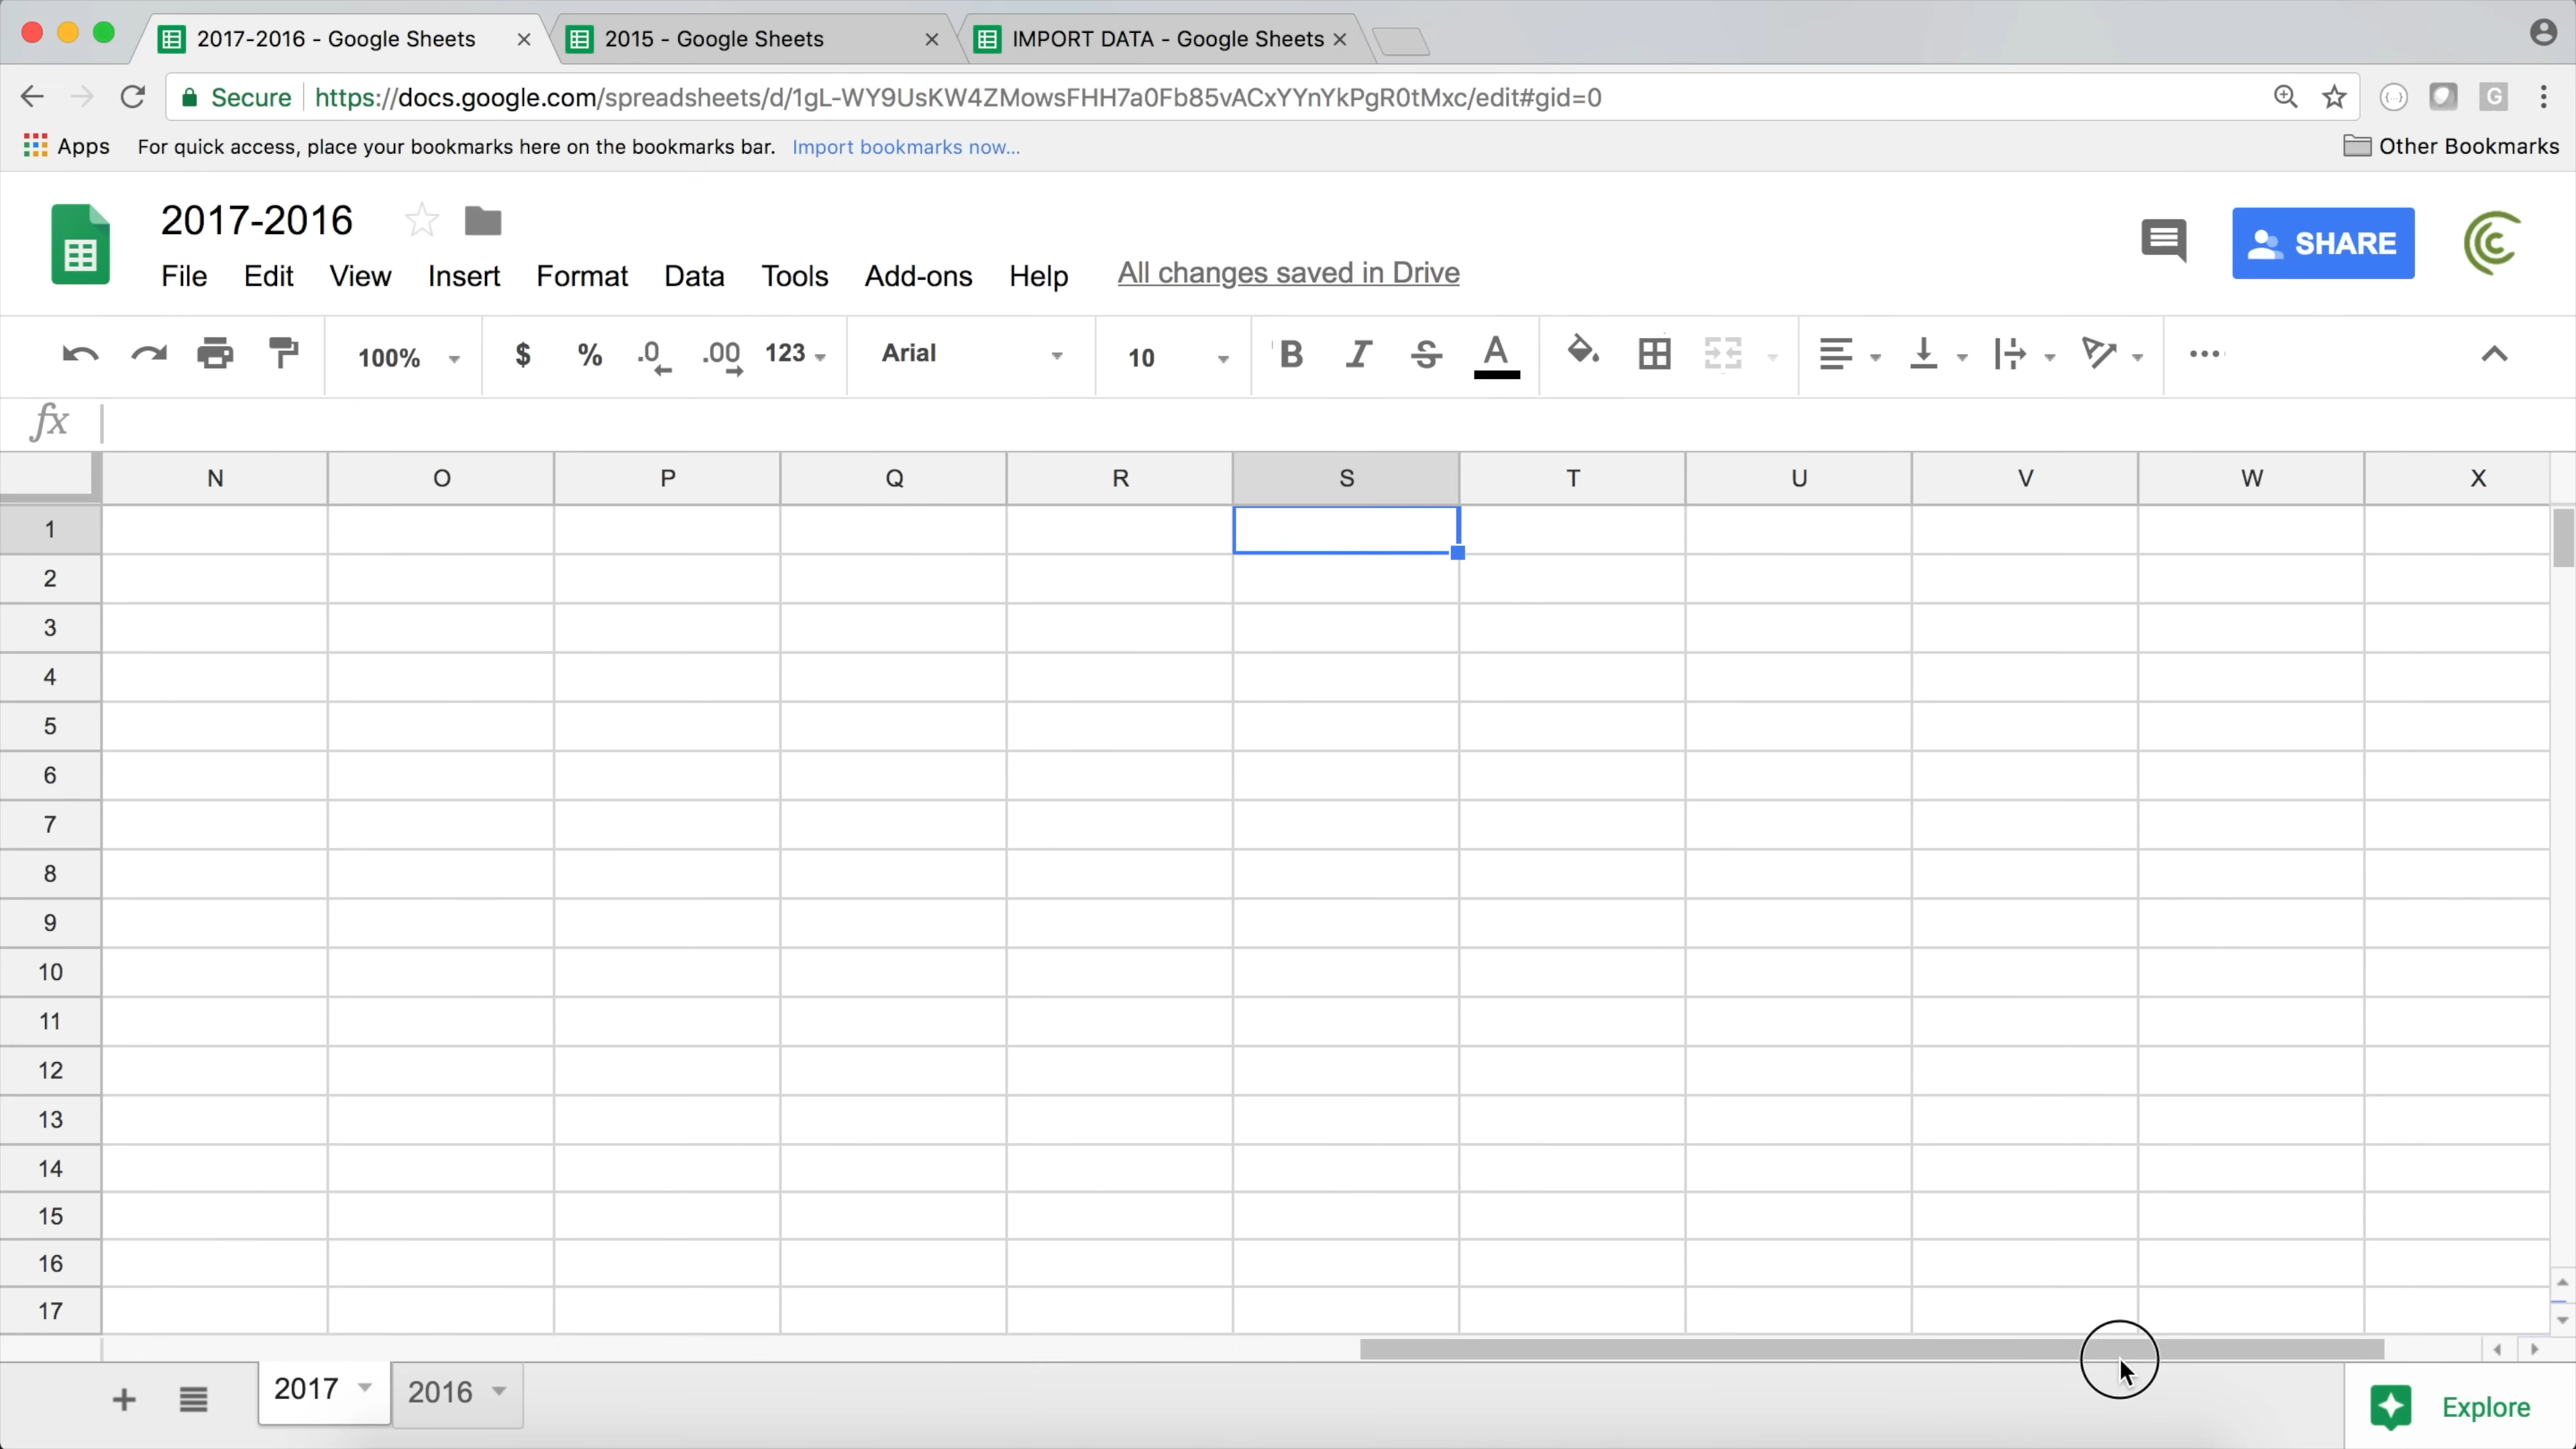 2017-2016 - Google Sheets
2015 - Google Sheets
IMPORT DATA - Google Sheets
Secure https://docs.google.com/spreadsheets/d/1gL-WY9UsKW4ZMowsFHH7a0Fb85vACxYYnYkPgR0tMxc/edit#gid=0
G
Apps For quick access, place your bookmarks here on the bookmarks bar. Import bookmarks now... Other Bookmarks
2017-2016
SHARE
File Edit View Insert Format Data Tools Add-ons Help All changes saved in Drive
100% $ % .0 .00 123 Arial 10 B I S A
fx
N O P Q R S T U V W X
1
2
3
4
5
6
7
8
9
10
11
12
13
14
15
16
17
2017 2016 Explore